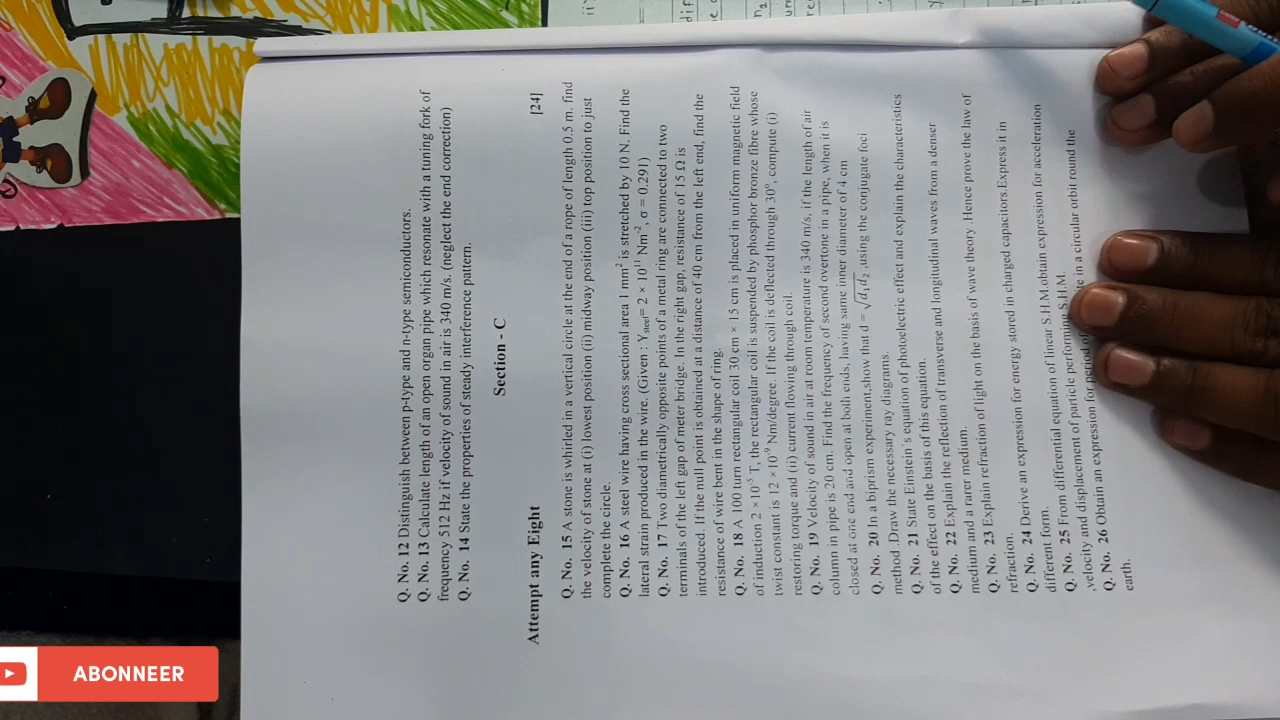 Q. No. 12 Distinguish between p-type and n-type semiconductors.
Q. No. 13 Calculate length of an open organ pipe which resonate with a tuning fork of
frequency 512 Hz if velocity of sound in air is 340 m/s. (neglect the end correction)
Q. No. 14 State the properties of steady interference pattern.
Section - C
Attempt any Eight [24]
Q. No. 15 A stone is whirled in a vertical circle at the end of a rope of length 0.5 m. find
the velocity of stone at (i) lowest position (ii) midway position (iii) top position to just
complete the circle.
Q. No. 16 A steel wire having cross sectional area 1 mm² is stretched by 10 N. Find the
lateral strain produced in the wire. (Given : Y steel= 2 × 10¹¹ Nm⁻², σ = 0.291)
Q. No. 17 Two diametrically opposite points of a metal ring are connected to two
terminals of the left gap of meter bridge. In the right gap, resistance of 15 Ω is
introduced. If the null point is obtained at a distance of 40 cm from the left end, find the
resistance of wire bent in the shape of ring.
Q. No. 18 A 100 turn rectangular coil 30 cm × 15 cm is placed in uniform magnetic field
of induction 2 × 10⁻⁵ T, the rectangular coil is suspended by phosphor bronze fibre whose
twist constant is 12 ×10⁻⁹ Nm/degree. If the coil is deflected through 30⁰, compute (i)
restoring torque and (ii) current flowing through coil.
Q. No. 19 Velocity of sound in air at room temperature is 340 m/s, if the length of air
column in pipe is 20 cm. Find the frequency of second overtone in a pipe, when it is
closed at one end and open at both ends, having same inner diameter of 4 cm
Q. No. 20 In a biprism experiment,show that d = √d₁d₂ ,using the conjugate foci
method .Draw the necessary ray diagrams.
Q. No. 21 State Einstein's equation of photoelectric effect and explain the characteristics
of the effect on the basis of this equation.
Q. No. 22 Explain the reflection of transverse and longitudinal waves from a denser
medium and a rarer medium.
Q. No. 23 Explain refraction of light on the basis of wave theory .Hence prove the law of
refraction.
Q. No. 24 Derive an expression for energy stored in charged capacitors.Express it in
different form.
Q. No. 25 From differential equation of linear S.H.M.obtain expression for acceleration
,velocity and displacement of particle performing S.H.M.
Q. No. 26 Obtain an expression for period in a circular orbit round the
earth.
ABONNEER